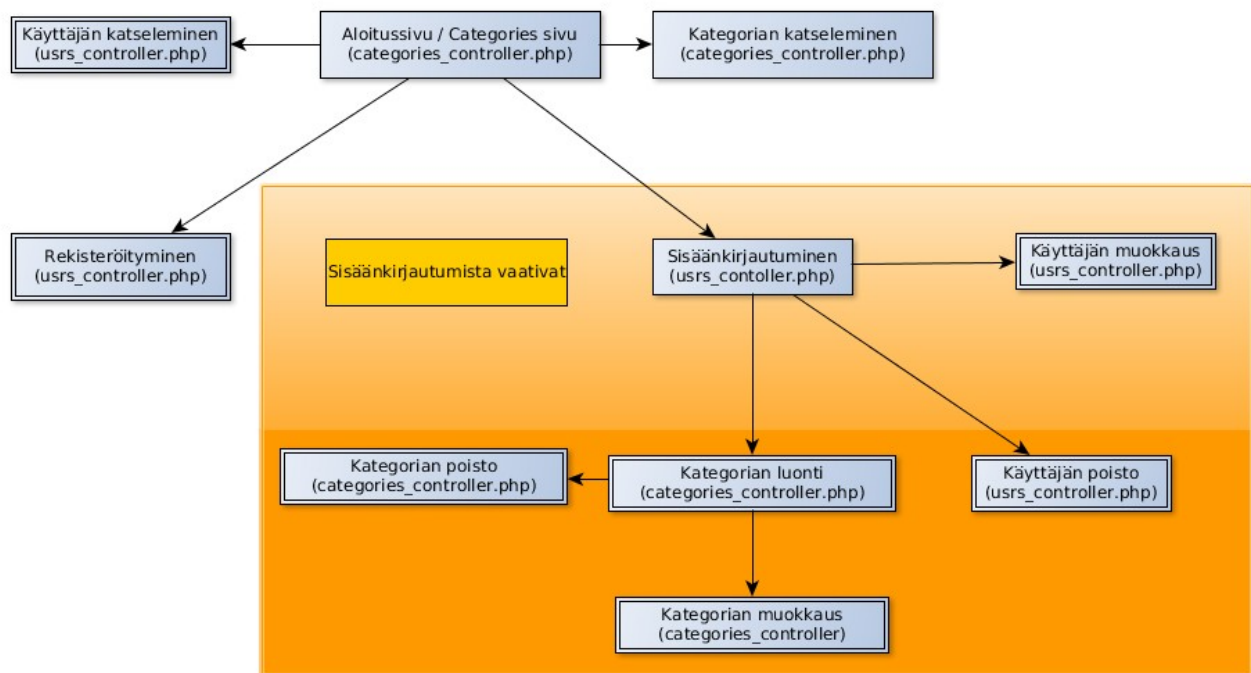 Käyttäjän katseleminen
(usrs_controller.php)
Aloitussivu / Categories sivu
(categories_controller.php)
Kategorian katseleminen
(categories_controller.php)
Rekisteröityminen
(usrs_controller.php)
Sisäänkirjautumista vaativat
Sisäänkirjautuminen
(usrs_contoller.php)
Käyttäjän muokkaus
(usrs_controller.php)
Kategorian poisto
(categories_controller.php)
Kategorian luonti
(categories_controller.php)
Käyttäjän poisto
(usrs_controller.php)
Kategorian muokkaus
(categories_controller)